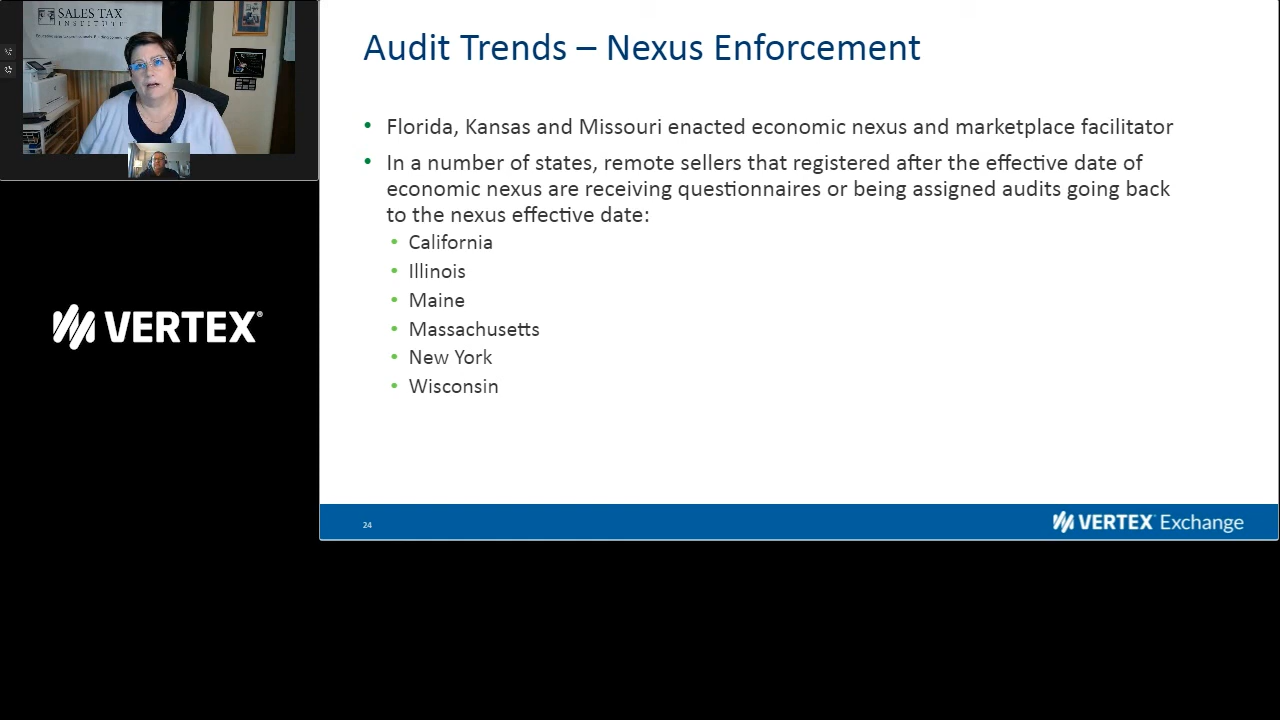 SALES TAX
INSTITUTE
Audit Trends – Nexus Enforcement
• Florida, Kansas and Missouri enacted economic nexus and marketplace facilitator
• In a number of states, remote sellers that registered after the effective date of
economic nexus are receiving questionnaires or being assigned audits going back
to the nexus effective date:
• California
• Illinois
• Maine
• Massachusetts
• New York
• Wisconsin
VERTEX®
24
VERTEX Exchange